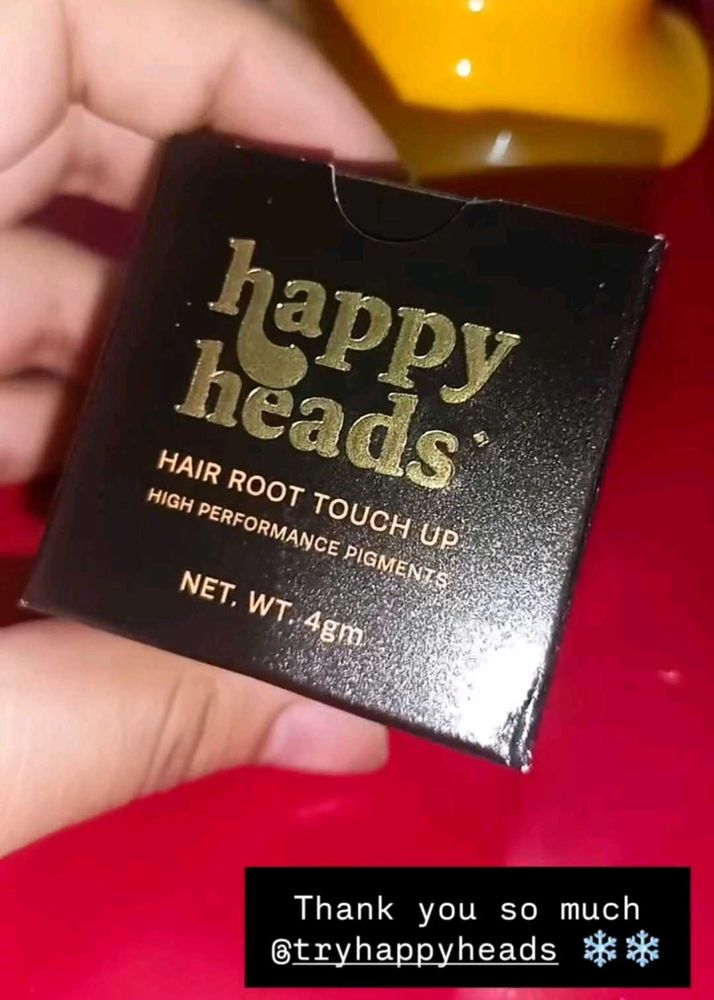 happy
heads
HAIR ROOT TOUCH UP
HIGH PERFORMANCE PIGMENTS
NET. WT. 4gm
Thank you so much
@tryhappyheads ❄️❄️